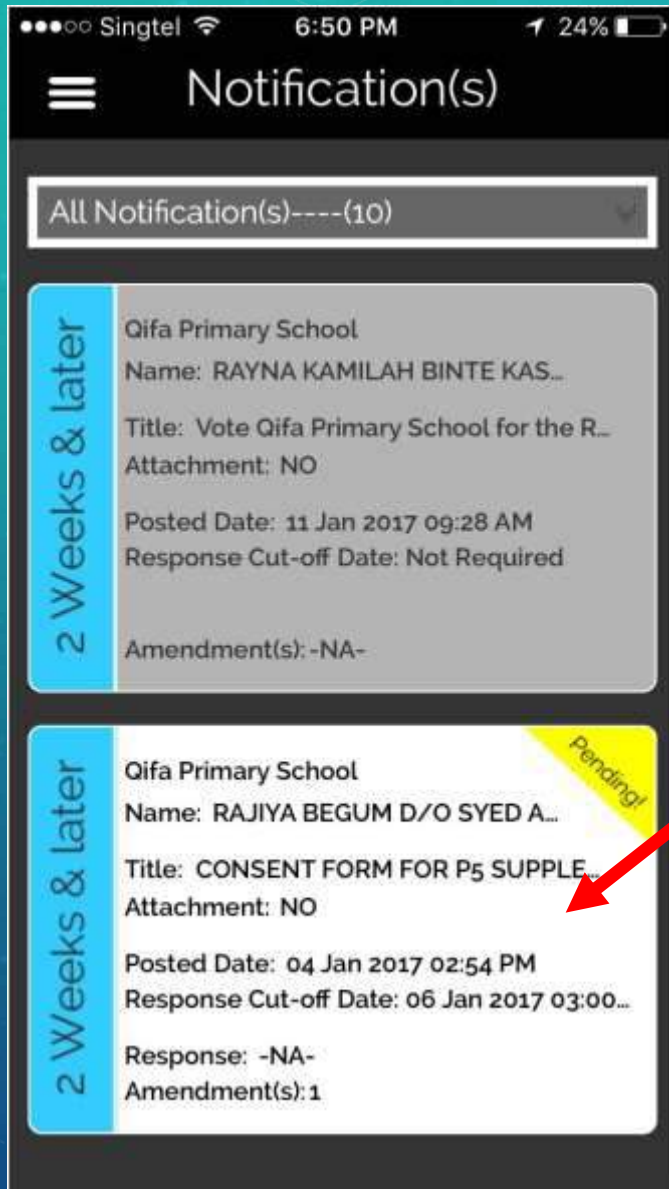 Singtel 6:50 PM 24%
Notification(s)
All Notification(s)----(10)
2 Weeks & later
Qifa Primary School
Name: RAYNA KAMILAH BINTE KAS...
Title: Vote Qifa Primary School for the R...
Attachment: NO
Posted Date: 11 Jan 2017 09:28 AM
Response Cut-off Date: Not Required
Amendment(s):-NA-
2 Weeks & later
Pending!
Qifa Primary School
Name: RAJIYA BEGUM D/O SYED A...
Title: CONSENT FORM FOR P5 SUPPLE...
Attachment: NO
Posted Date: 04 Jan 2017 02:54 PM
Response Cut-off Date: 06 Jan 2017 03:00...
Response: -NA-
Amendment(s):1